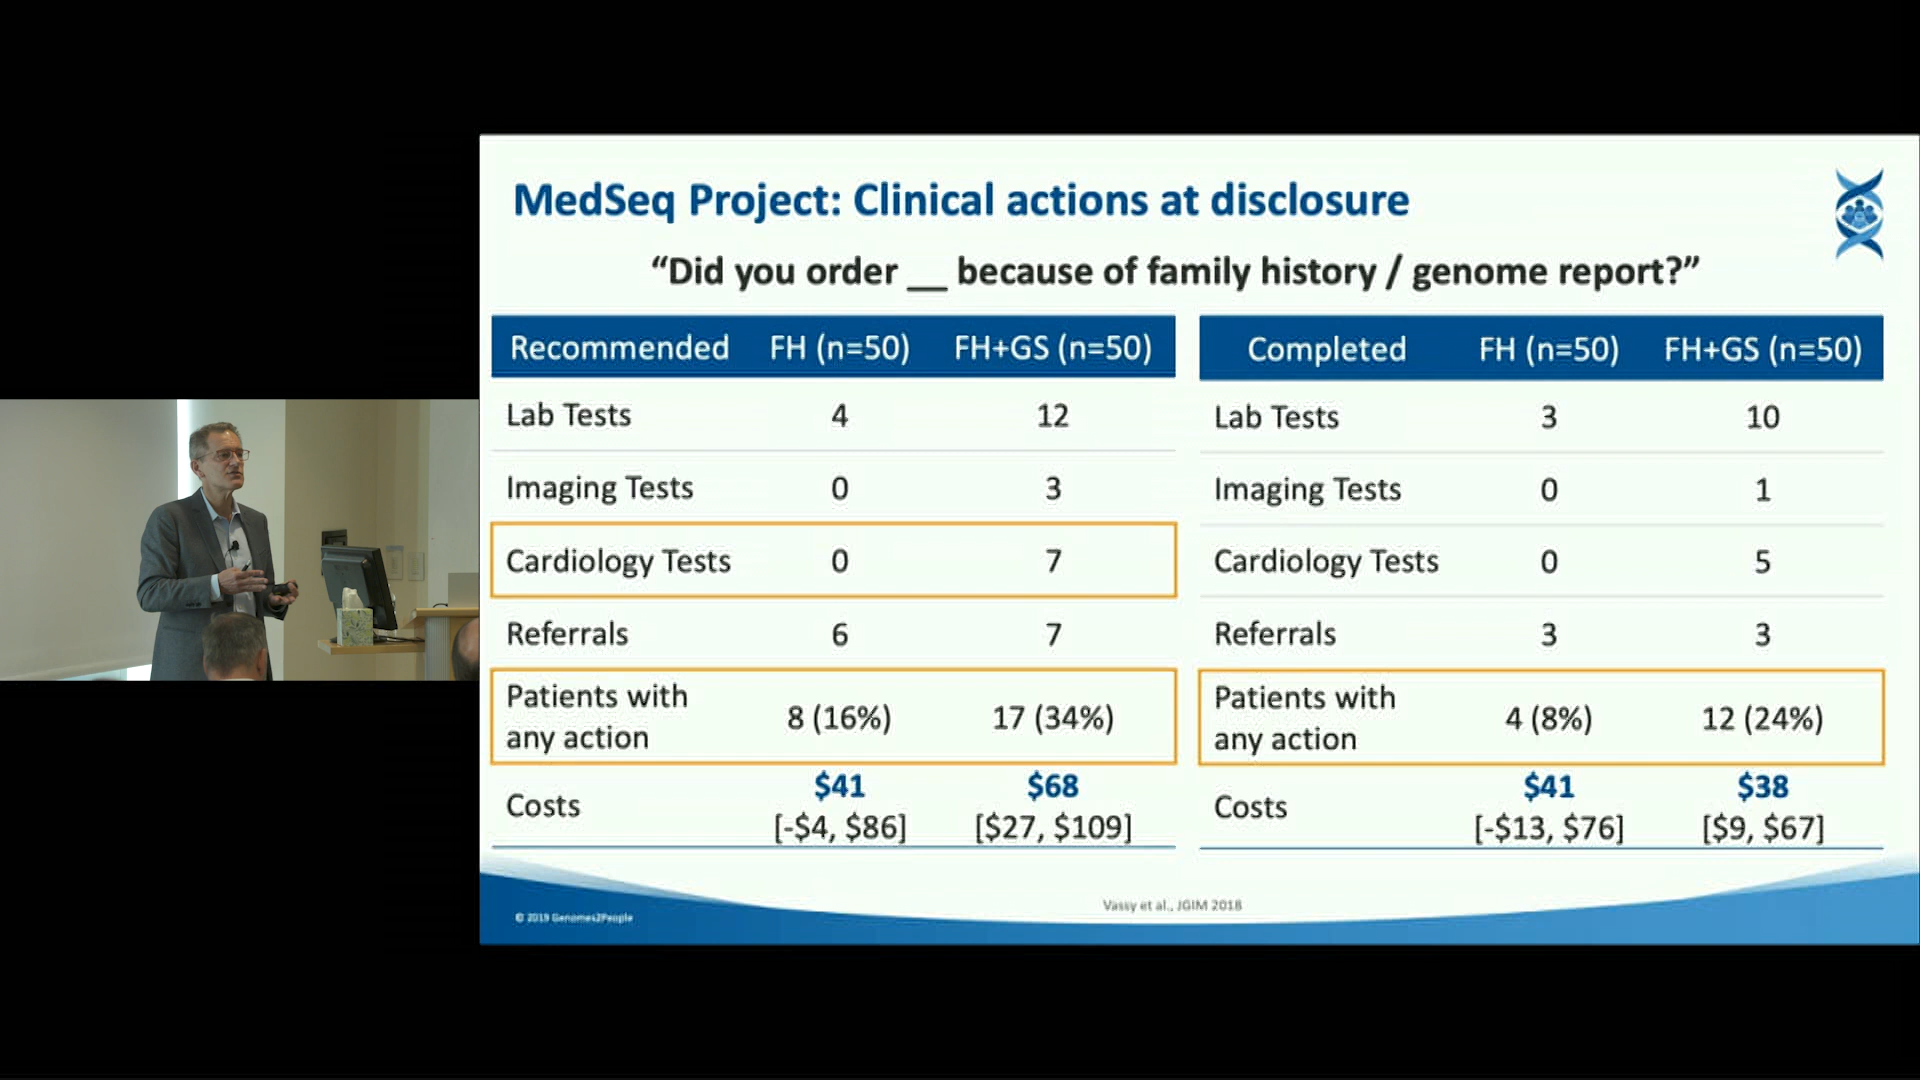 MedSeq Project: Clinical actions at disclosure
“Did you order __ because of family history / genome report?”
Recommended FH (n=50) FH+GS (n=50)
Lab Tests 4 12
Imaging Tests 0 3
Cardiology Tests 0 7
Referrals 6 7
Patients with
any action 8 (16%) 17 (34%)
Costs $41 $68
[-$4, $86] [$27, $109]
Completed FH (n=50) FH+GS (n=50)
Lab Tests 3 10
Imaging Tests 0 1
Cardiology Tests 0 5
Referrals 3 3
Patients with
any action 4 (8%) 12 (24%)
Costs $41 $38
[-$13, $76] [$9, $67]
Vassy et al., JGIM 2018
© 2019 Genomes2People